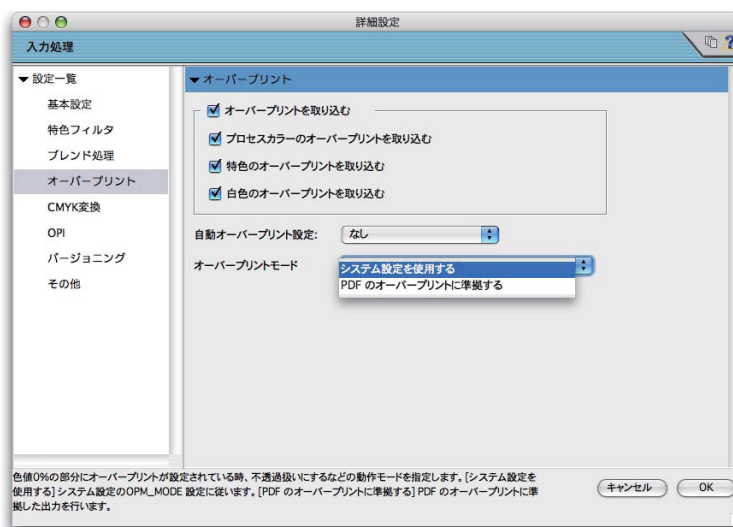 詳細設定
入力処理
?
設定一覧
基本設定
特色フィルタ
ブレンド処理
オーバープリント
CMYK変換
OPI
バージョニング
その他
オーバープリント
オーバープリントを取り込む
プロセスカラーのオーバープリントを取り込む
特色のオーバープリントを取り込む
白色のオーバープリントを取り込む
自動オーバープリント設定: なし
オーバープリントモード
システム設定を使用する
PDF のオーバープリントに準拠する
色値0%の部分にオーバープリントが設定されている時、不透過扱いにするなどの動作モードを指定します。[システム設定を
使用する] システム設定のOPM_MODE 設定に従います。[PDF のオーバープリントに準拠する] PDF のオーバープリントに準
拠した出力を行います。
キャンセル OK